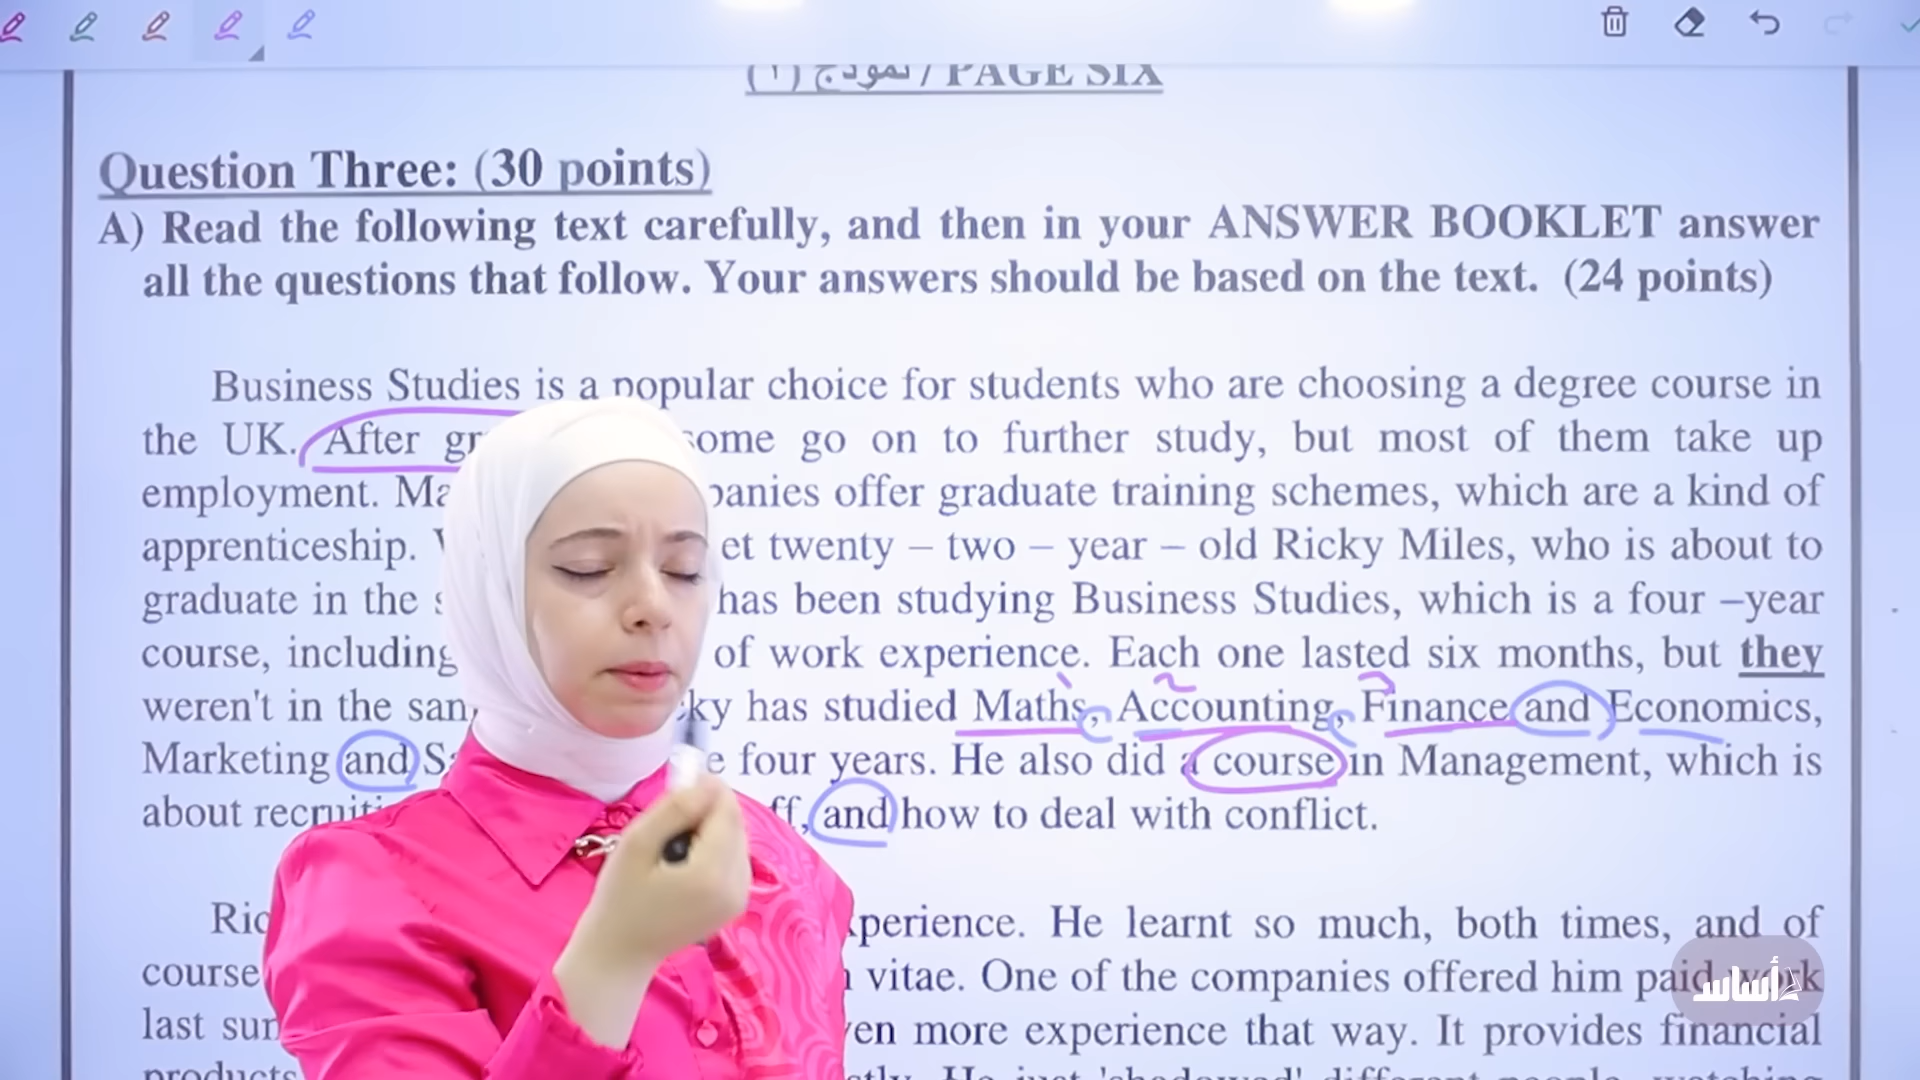 (١) نموذج / PAGE SIX
Question Three: (30 points)
A) Read the following text carefully, and then in your ANSWER BOOKLET answer
all the questions that follow. Your answers should be based on the text. (24 points)
Business Studies is a popular choice for students who are choosing a degree course in
the UK. After some go on to further study, but most of them take up
employment. offer graduate training schemes, which are a kind of
apprenticeship. twenty – two – year – old Ricky Miles, who is about to
graduate in the has been studying Business Studies, which is a four –year
course, including of work experience. Each one lasted six months, but they
weren't in the has studied Maths, Accounting, Finance and Economics,
Marketing and four years. He also did a course in Management, which is
about and how to deal with conflict.
He learnt so much, both times, and of
course vitae. One of the companies offered him paid work
last more experience that way. It provides financial
products He just 'shadowed' different people, watching
أساس